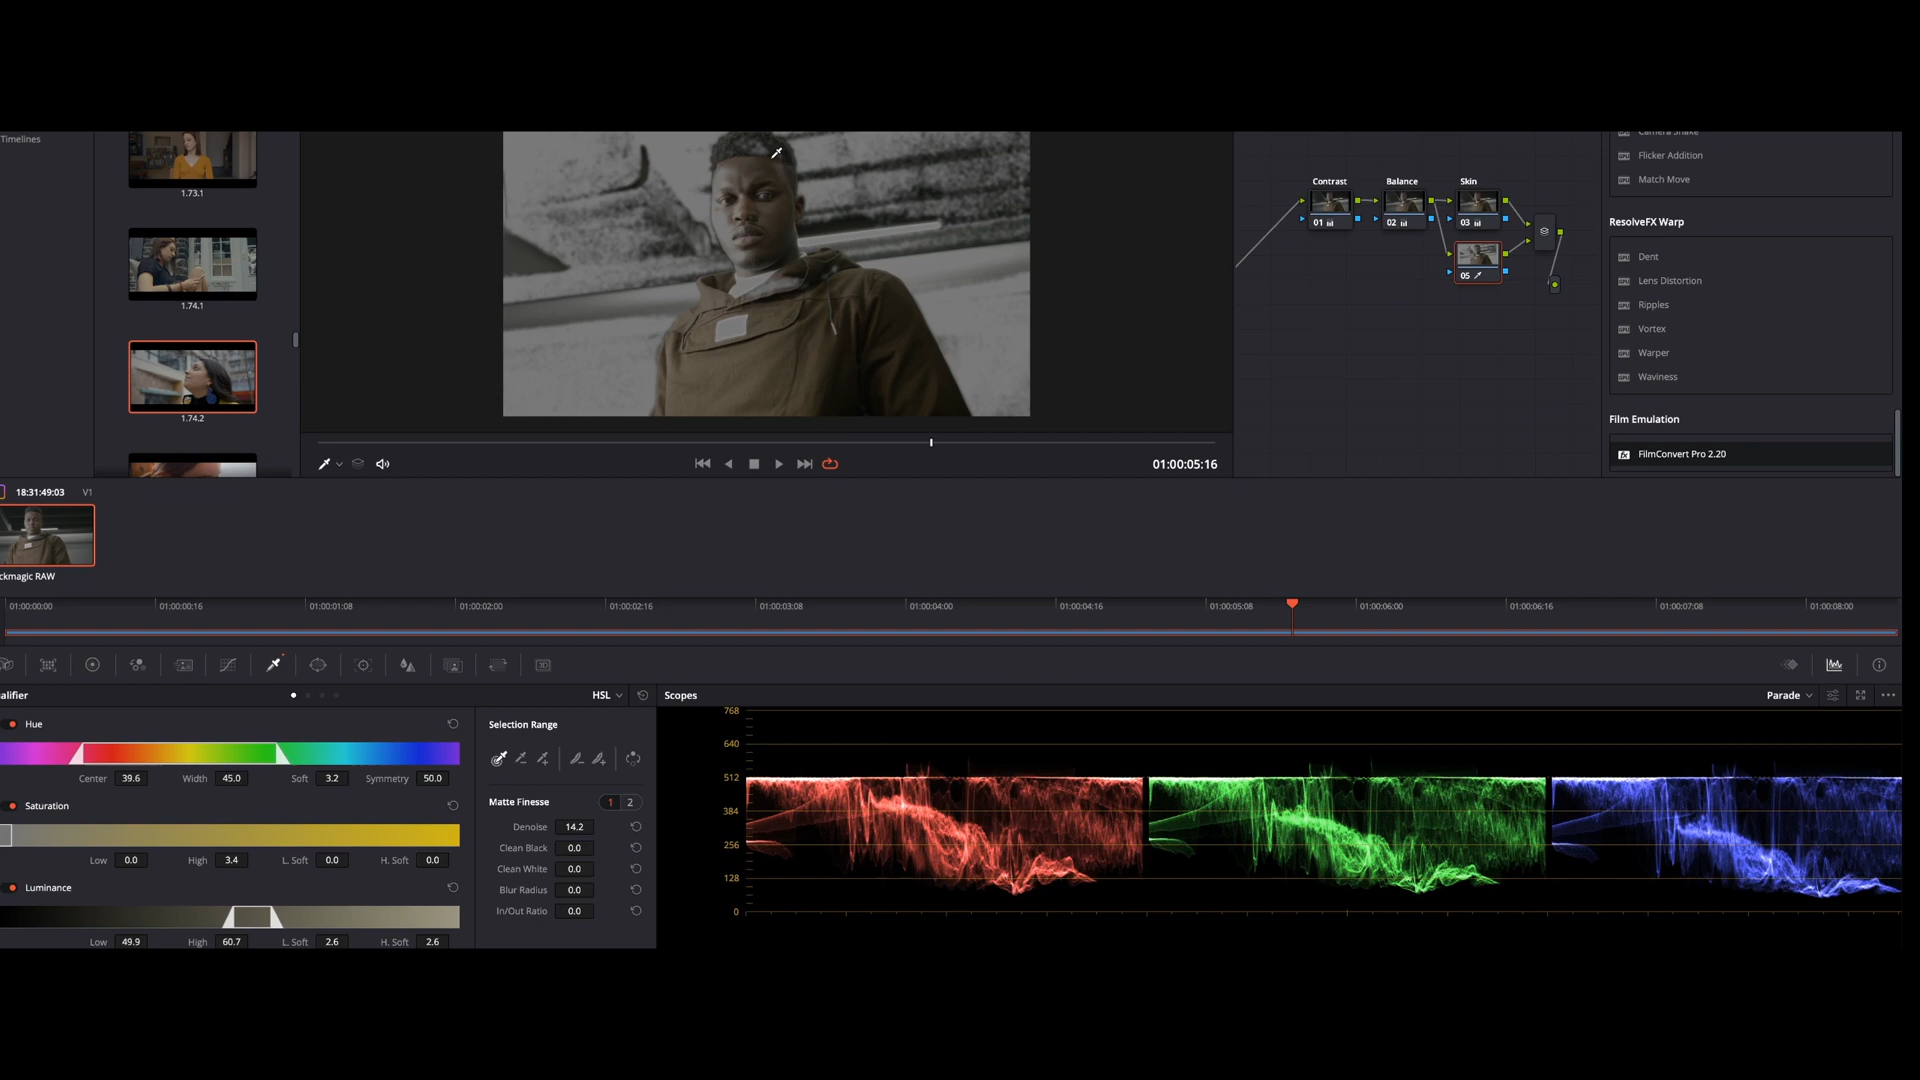 Timelines
1.73.1
1.74.1
1.74.2
Contrast
Balance
Skin
01
02
03
05
Camera Shake
Flicker Addition
Match Move
ResolveFX Warp
Dent
Lens Distortion
Ripples
Vortex
Warper
Waviness
Film Emulation
FilmConvert Pro 2.20
01:00:05:16
18:31:49:03 V1
ckmagic RAW
01:00:00:00 01:00:00:16 01:00:01:08 01:00:02:00 01:00:02:16 01:00:03:08 01:00:04:00 01:00:04:16 01:00:05:08 01:00:06:00 01:00:06:16 01:00:07:08 01:00:08:00
3D
alifier
HSL
Hue
Center 39.6 Width 45.0 Soft 3.2 Symmetry 50.0
Saturation
Low 0.0 High 3.4 L. Soft 0.0 H. Soft 0.0
Luminance
Low 49.9 High 60.7 L. Soft 2.6 H. Soft 2.6
Selection Range
Matte Finesse 1 2
Denoise 14.2
Clean Black 0.0
Clean White 0.0
Blur Radius 0.0
In/Out Ratio 0.0
Scopes
Parade
768
640
512
384
256
128
0